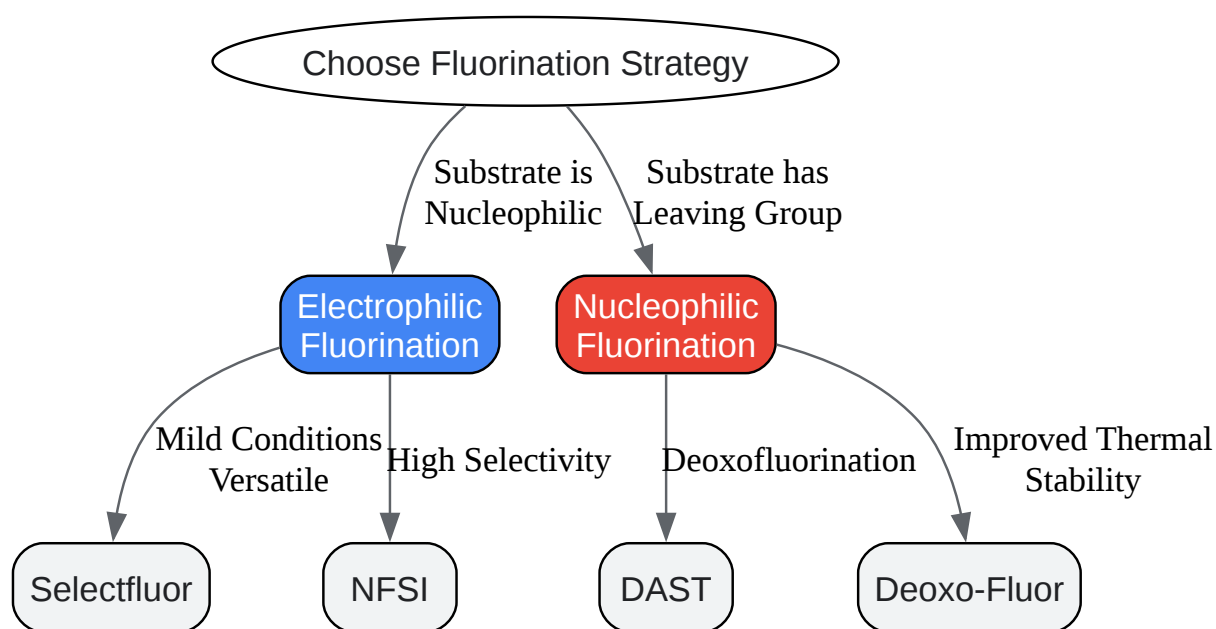 Choose Fluorination Strategy
Substrate is
Nucleophilic
Substrate has
Leaving Group
Electrophilic
Fluorination
Nucleophilic
Fluorination
Mild Conditions
Versatile
High Selectivity
Deoxofluorination
Improved Thermal
Stability
Selectfluor
NFSI
DAST
Deoxo-Fluor